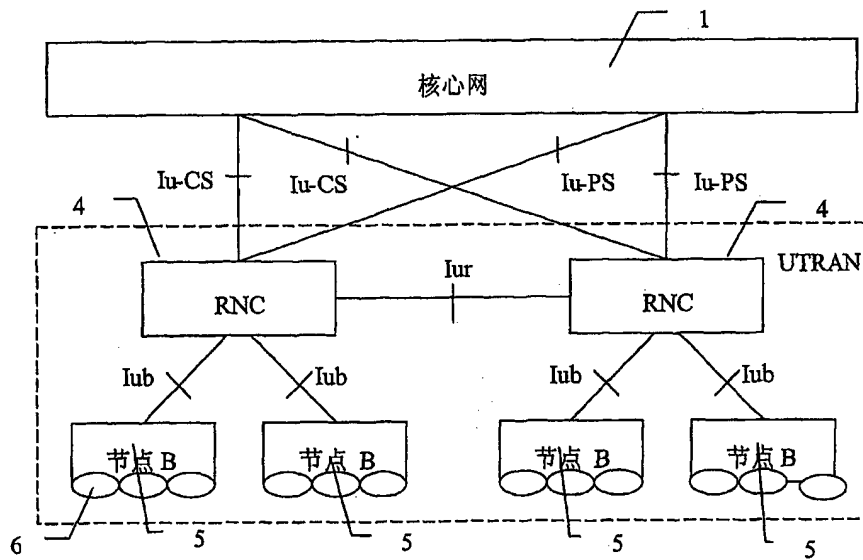 1
核心网
Iu-CS
Iu-CS
Iu-PS
Iu-PS
4
4
UTRAN
RNC
Iur
RNC
Iub
Iub
Iub
Iub
节点 B
节点 B
节点 B
节点 B
6
5
5
5
5